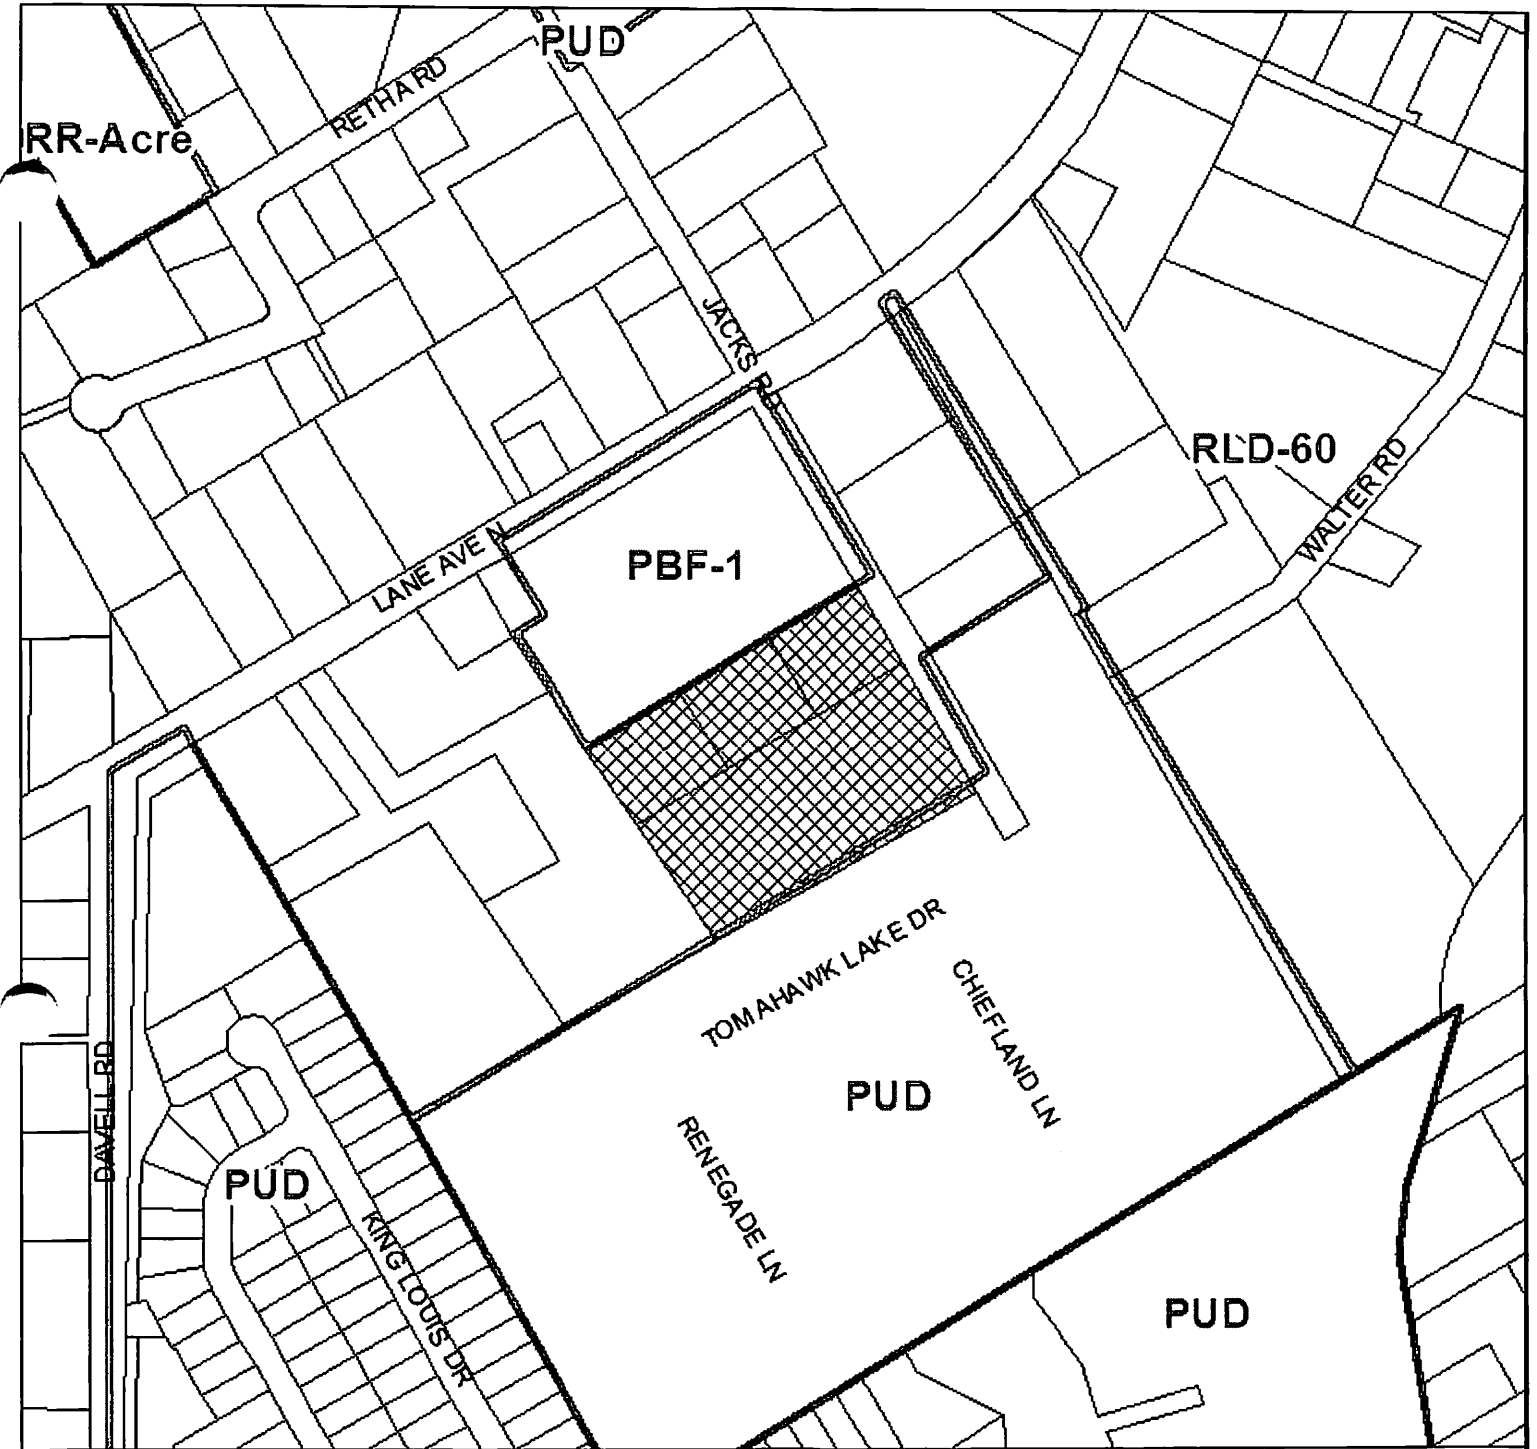 PUD
RETHA RD
RR-Acre
JACKS RD
RLD-60
WALTER RD
LANE AVE N
PBF-1
TOMAHAWK LAKE DR
CHIEFLAND LN
PUD
DAVELL RD
RENEGADE LN
PUD
KING LOUIS DR
PUD